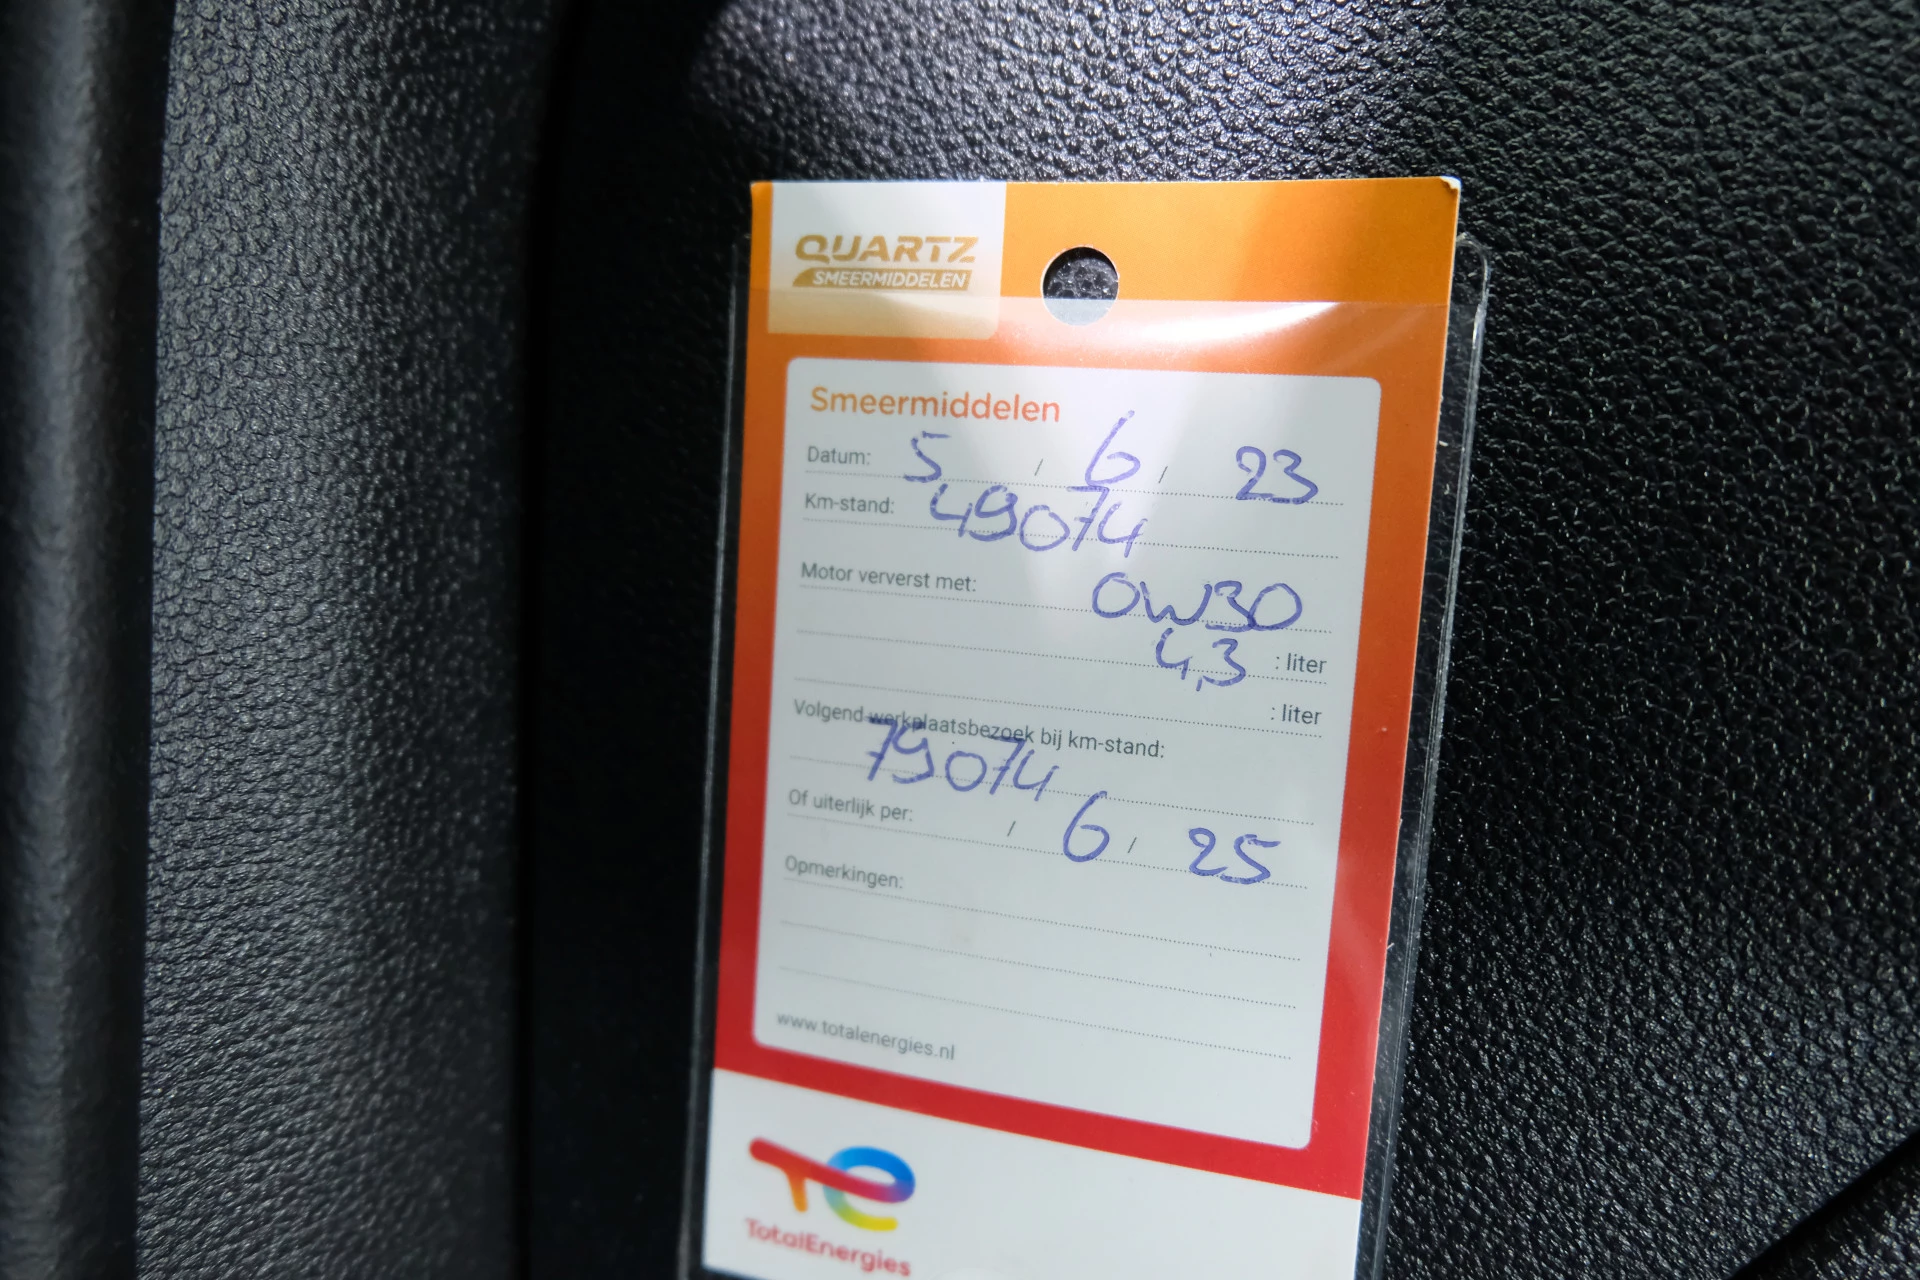 QUARTZ
SMEERMIDDELEN
Smeermiddelen
Datum: 5 / 6 / 23
Km-stand: 49074
Motor ververst met: 0W30
4,3 : liter
: liter
Volgend werkplaatsbezoek bij km-stand:
79074
Of uiterlijk per: / 6 / 25
Opmerkingen:
www.totalenergies.nl
TotalEnergies